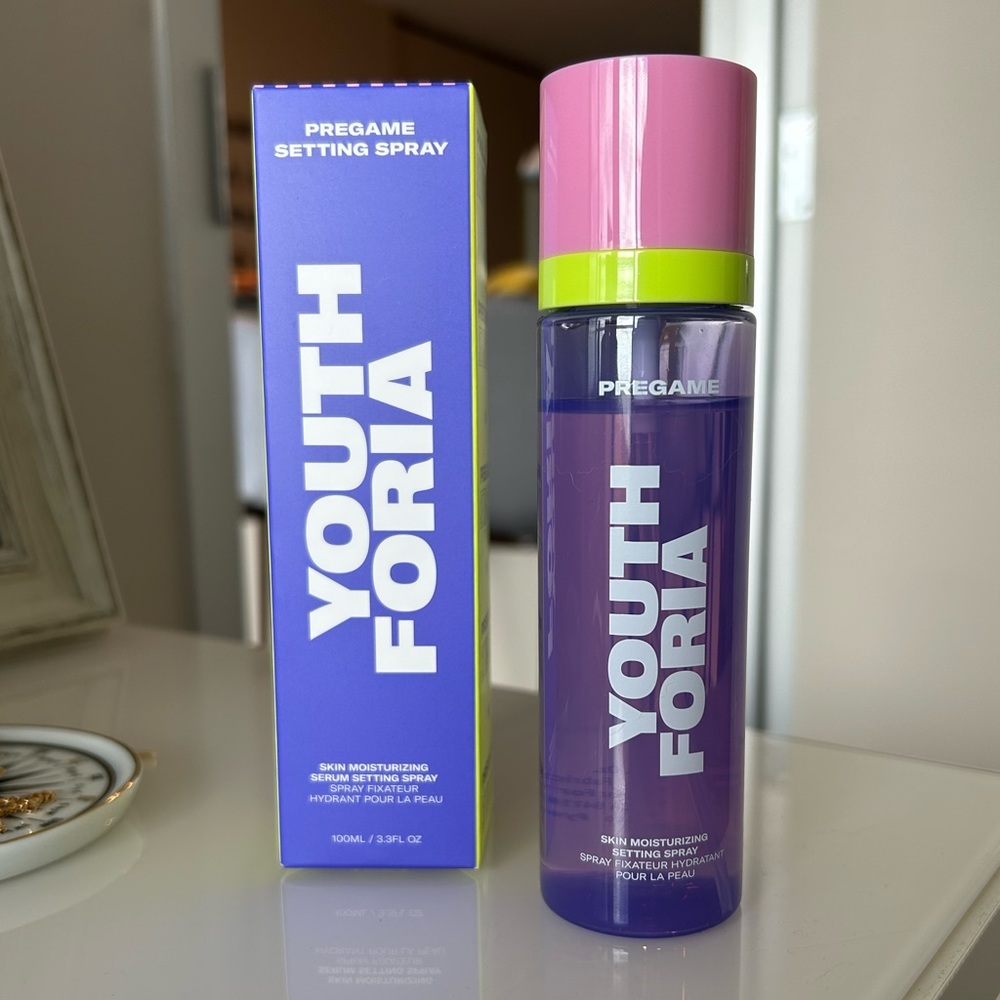 PREGAME
SETTING SPRAY
YOUTH
FORIA
SKIN MOISTURIZING
SERUM SETTING SPRAY
SPRAY FIXATEUR
HYDRANT POUR LA PEAU
100ML / 3.3FL OZ
PREGAME
YOUTH
FORIA
SKIN MOISTURIZING
SETTING SPRAY
SPRAY FIXATEUR HYDRATANT
POUR LA PEAU